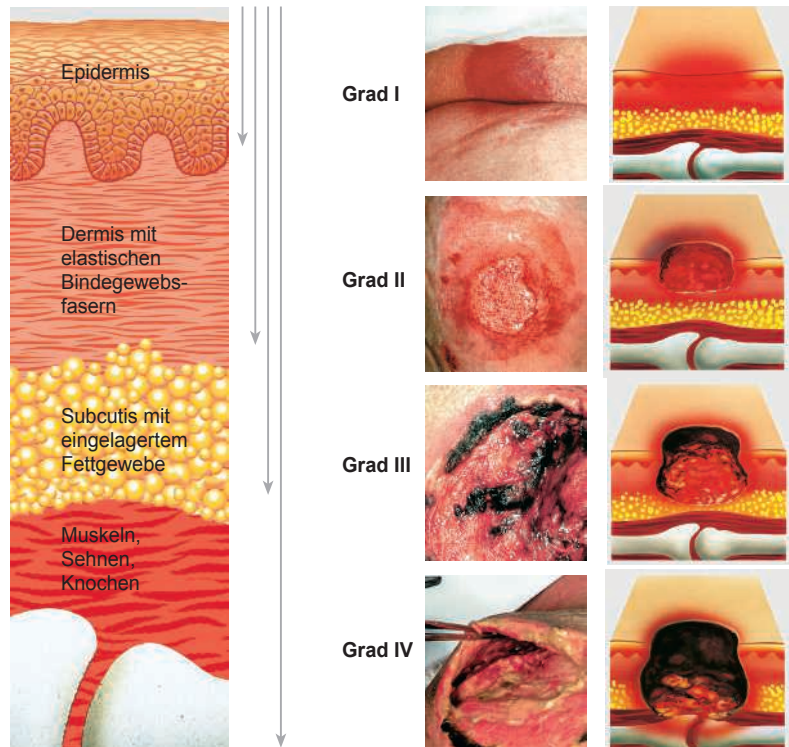 Epidermis
Dermis mit
elastischen
Bindegewebs-
fasern
Subcutis mit
eingelagertem
Fettgewebe
Muskeln,
Sehnen,
Knochen
Grad I
Grad II
Grad III
Grad IV